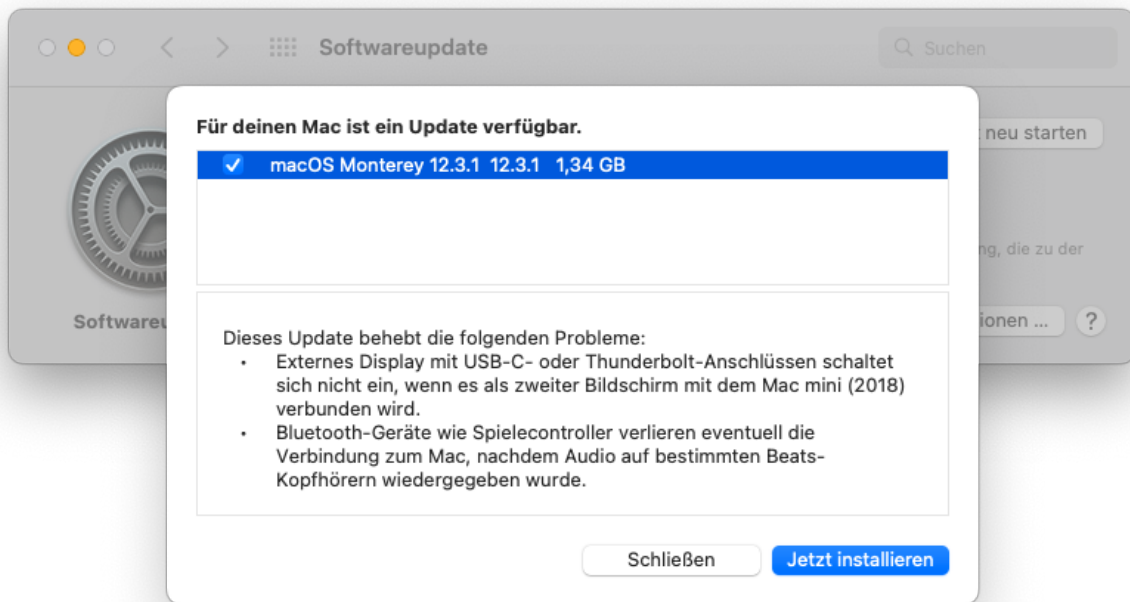 Softwareupdate
Suchen
Für deinen Mac ist ein Update verfügbar.
neu starten
macOS Monterey 12.3.1 12.3.1 1,34 GB
die zu der
Dieses Update behebt die folgenden Probleme:
• Externes Display mit USB-C- oder Thunderbolt-Anschlüssen schaltet
sich nicht ein, wenn es als zweiter Bildschirm mit dem Mac mini (2018)
verbunden wird.
• Bluetooth-Geräte wie Spielecontroller verlieren eventuell die
Verbindung zum Mac, nachdem Audio auf bestimmten Beats-
Kopfhörern wiedergegeben wurde.
?
Schließen
Jetzt installieren